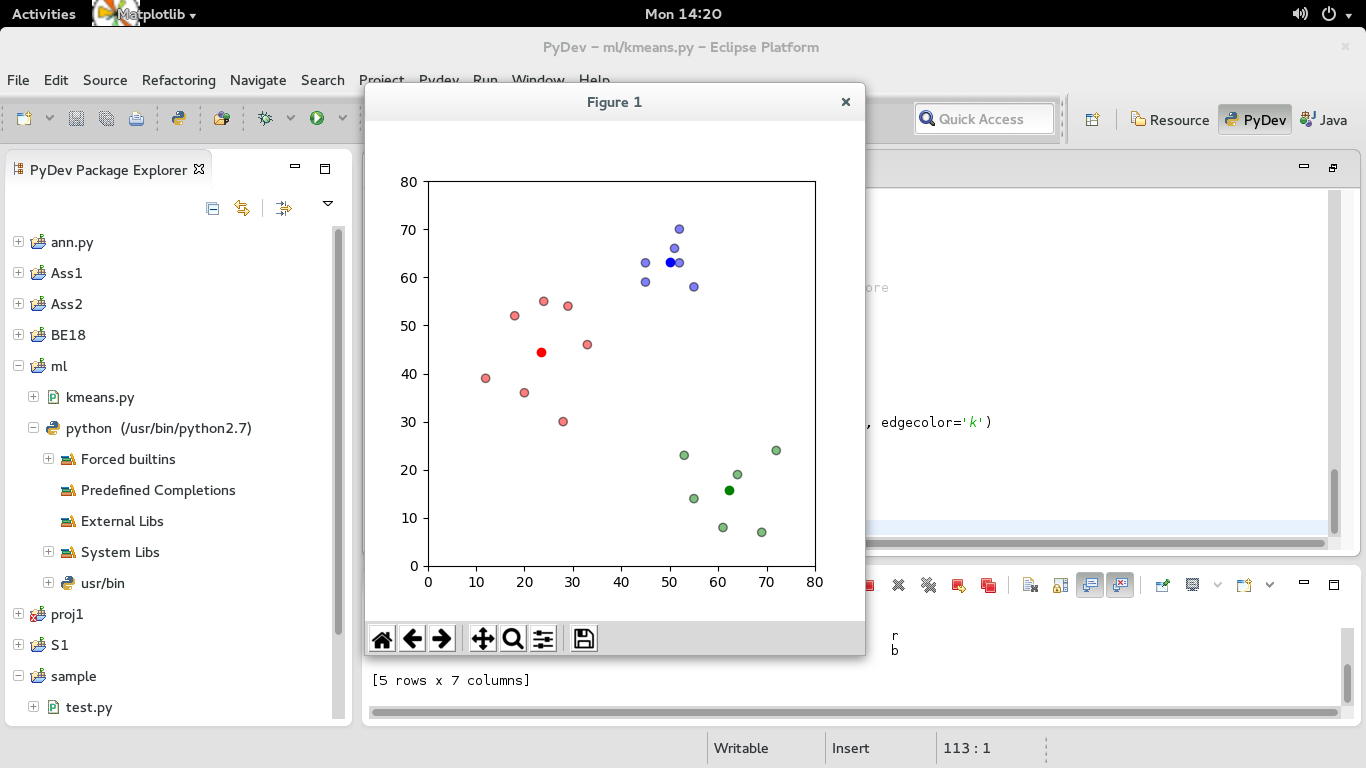 Activities Matplotlib Mon 14:20
PyDev - ml/kmeans.py - Eclipse Platform
File Edit Source Refactoring Navigate Search Project Pydev Run Window Help
Figure 1
Quick Access
Resource PyDev Java
PyDev Package Explorer
ann.py
Ass1
Ass2
BE18
ml
kmeans.py
python (/usr/bin/python2.7)
Forced builtins
Predefined Completions
External Libs
System Libs
usr/bin
proj1
S1
sample
test.py
80
70
60
50
40
30
20
10
0
0 10 20 30 40 50 60 70 80
ore
, edgecolor='k')
r
b
[5 rows x 7 columns]
Writable Insert 113 : 1